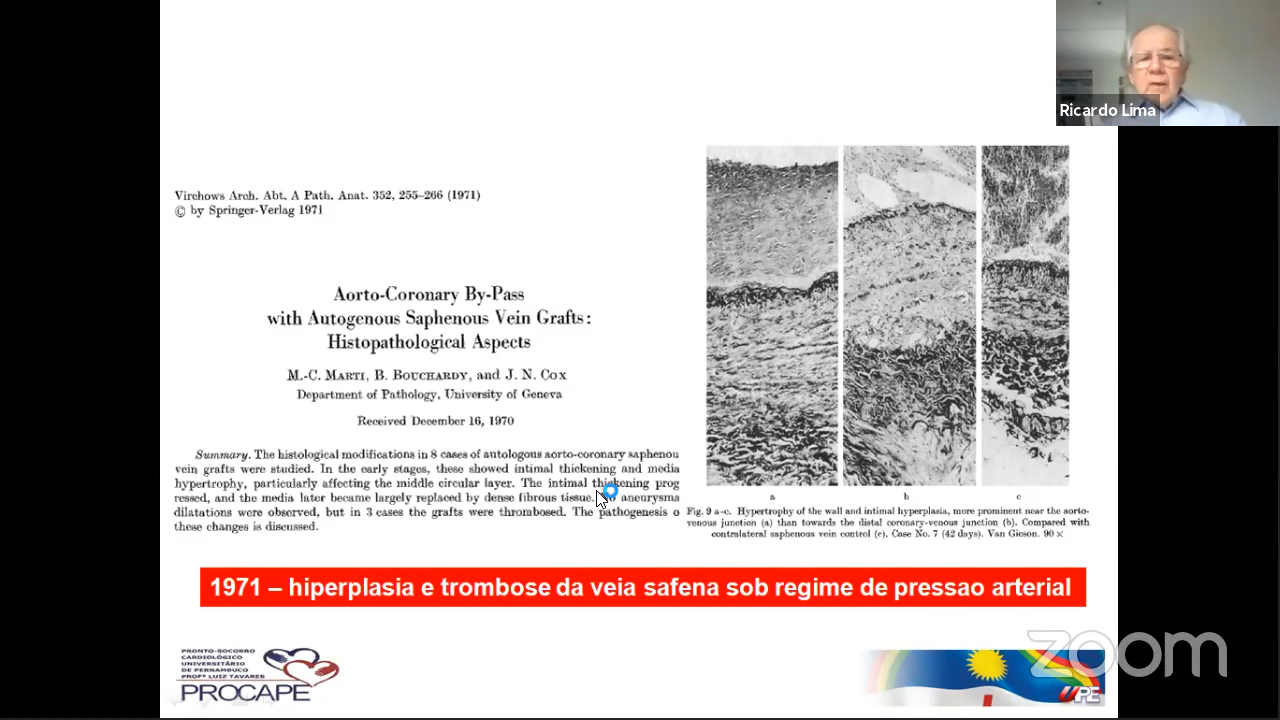 Ricardo Lima
Virchows Arch. Abt. A Path. Anat. 352, 255–266 (1971)
© by Springer-Verlag 1971
Aorto-Coronary By-Pass
with Autogenous Saphenous Vein Grafts:
Histopathological Aspects
M.-C. Marti, B. Bouchardy, and J. N. Cox
Department of Pathology, University of Geneva
Received December 16, 1970
Summary. The histological modifications in 8 cases of autologous aorto-coronary saphenou
vein grafts were studied. In the early stages, these showed intimal thickening and media
hypertrophy, particularly affecting the middle circular layer. The intimal thickening prog
ressed, and the media later became largely replaced by dense fibrous tissue. aneurysma
dilatations were observed, but in 3 cases the grafts were thrombosed. The pathogenesis o
these changes is discussed.
a b c
Fig. 9 a–c. Hypertrophy of the wall and intimal hyperplasia, more prominent near the aorto-
venous junction (a) than towards the distal coronary-venous junction (b). Compared with
contralateral saphenous vein control (c). Case No. 7 (42 days). Van Gieson. 90 ×
1971 – hiperplasia e trombose da veia safena sob regime de pressao arterial
PRONTO-SOCORRO
CARDIOLÓGICO
UNIVERSITÁRIO
DE PERNAMBUCO
PROFº LUIZ TAVARES
PROCAPE
UPE
zoom